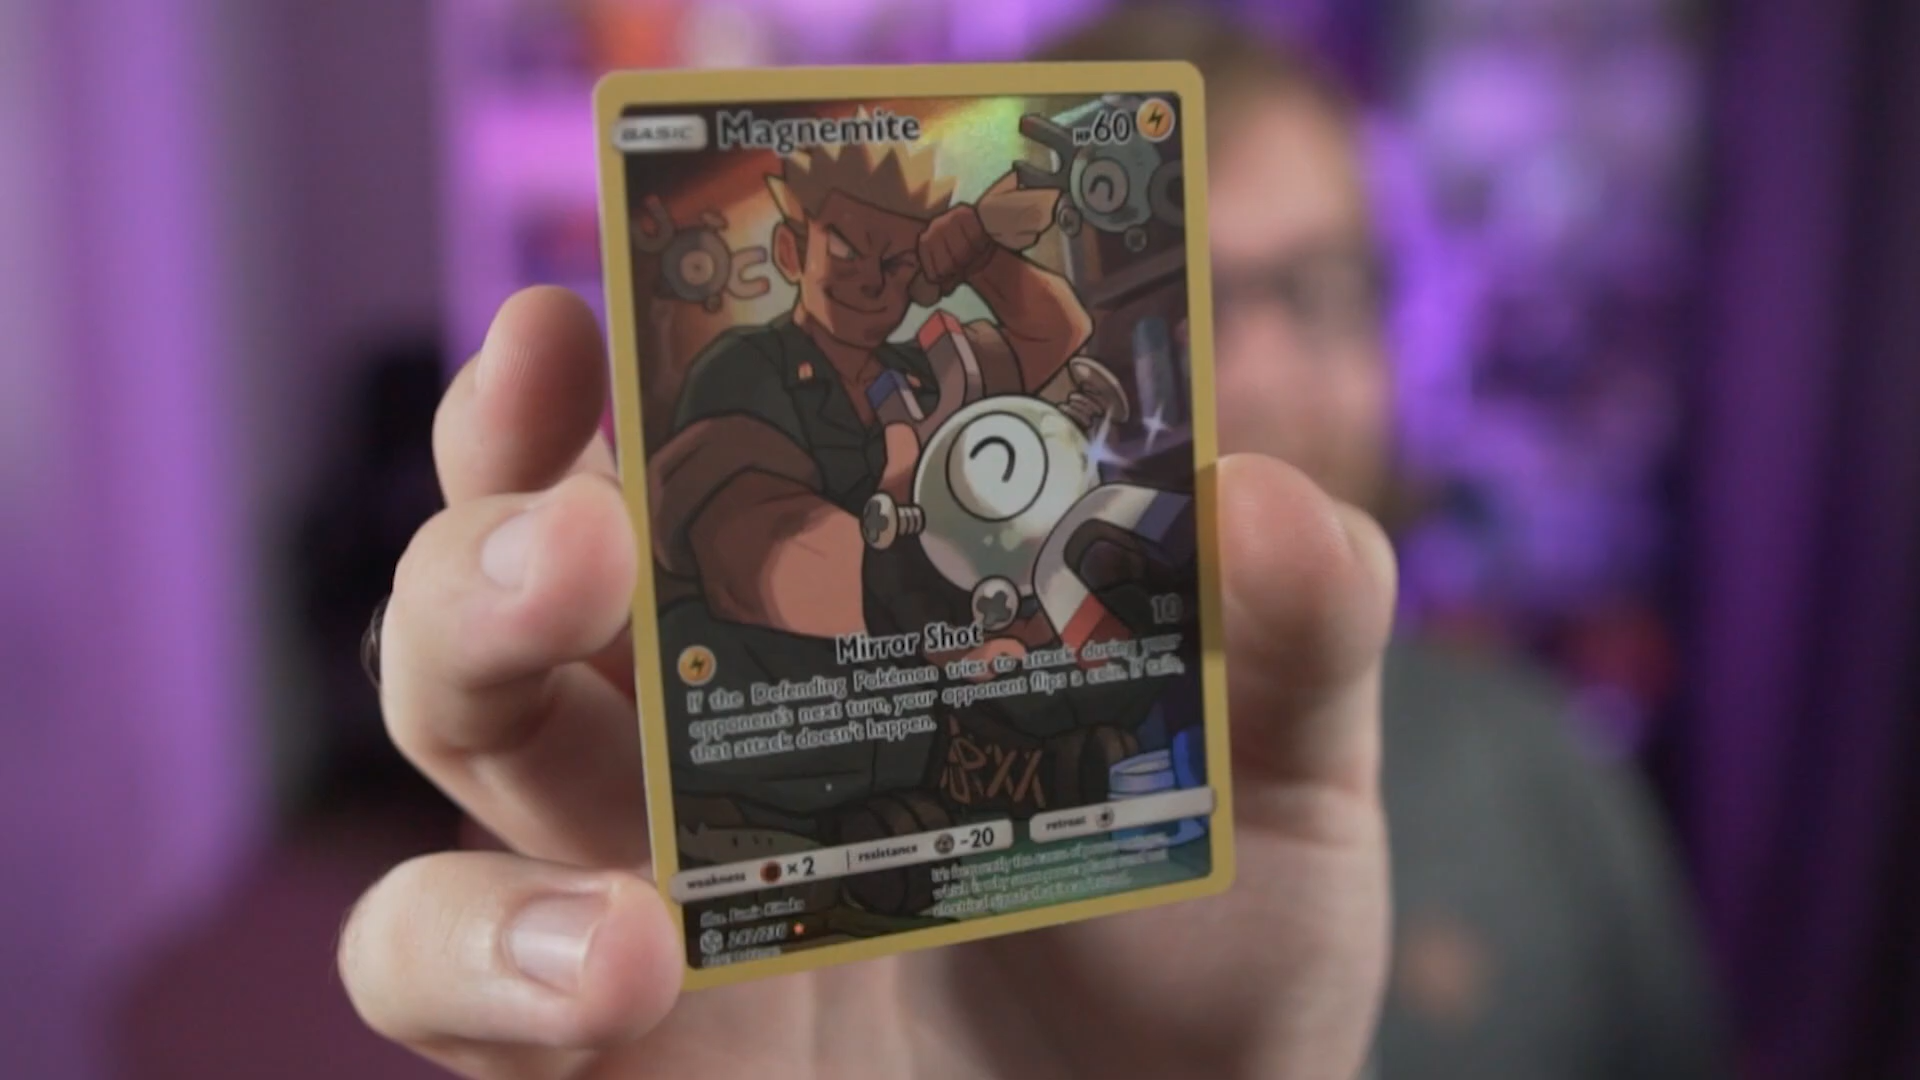 BASIC Magnemite HP60
10
Mirror Shot
If the Defending Pokémon tries to attack during your
opponent's next turn, your opponent flips a coin. If tails,
that attack doesn't happen.
weakness ×2 resistance -20 retreat
Illus.